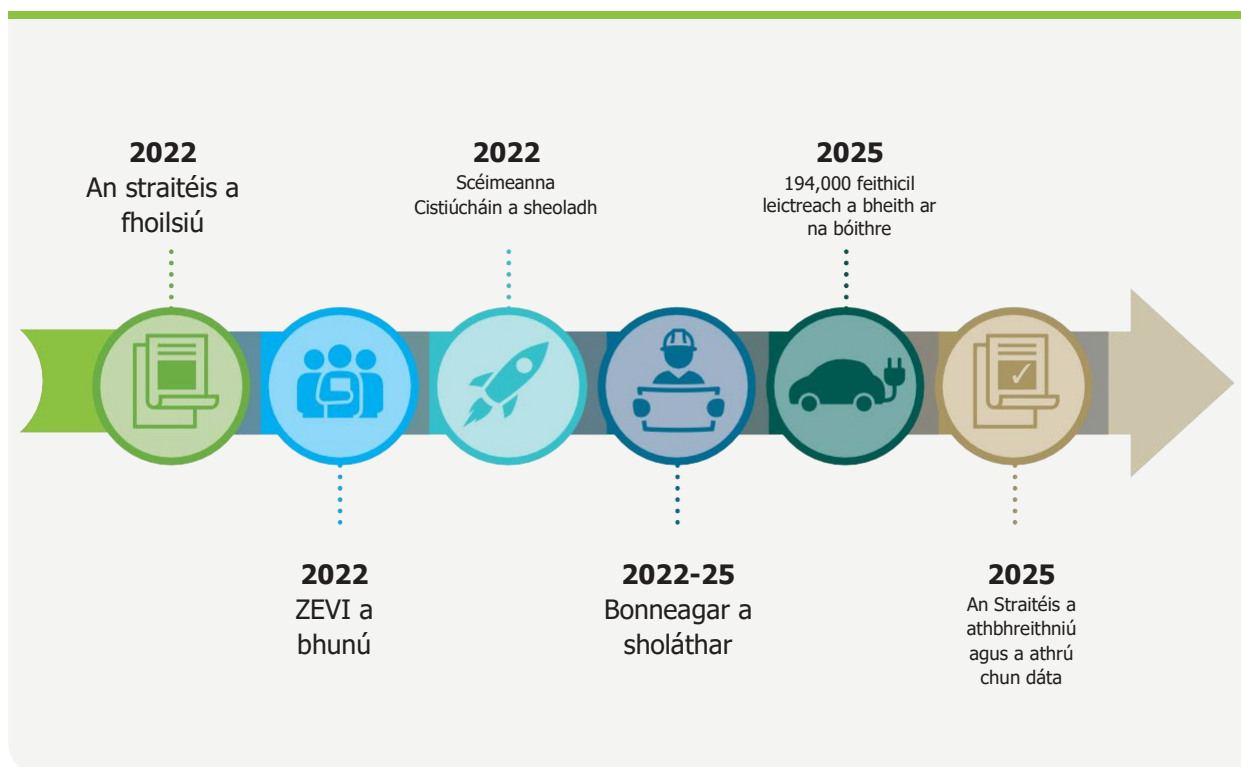 2022
An straitéis a
fhoilsiú
2022
ZEVI a
bhunú
2022
Scéimeanna
Cistiúcháin a sheoladh
2022-25
Bonneagar a
sholáthar
2025
194,000 feithicil
leictreach a bheith ar
na bóithre
2025
An Straitéis a
athbhreithniú
agus a athrú
chun dáta